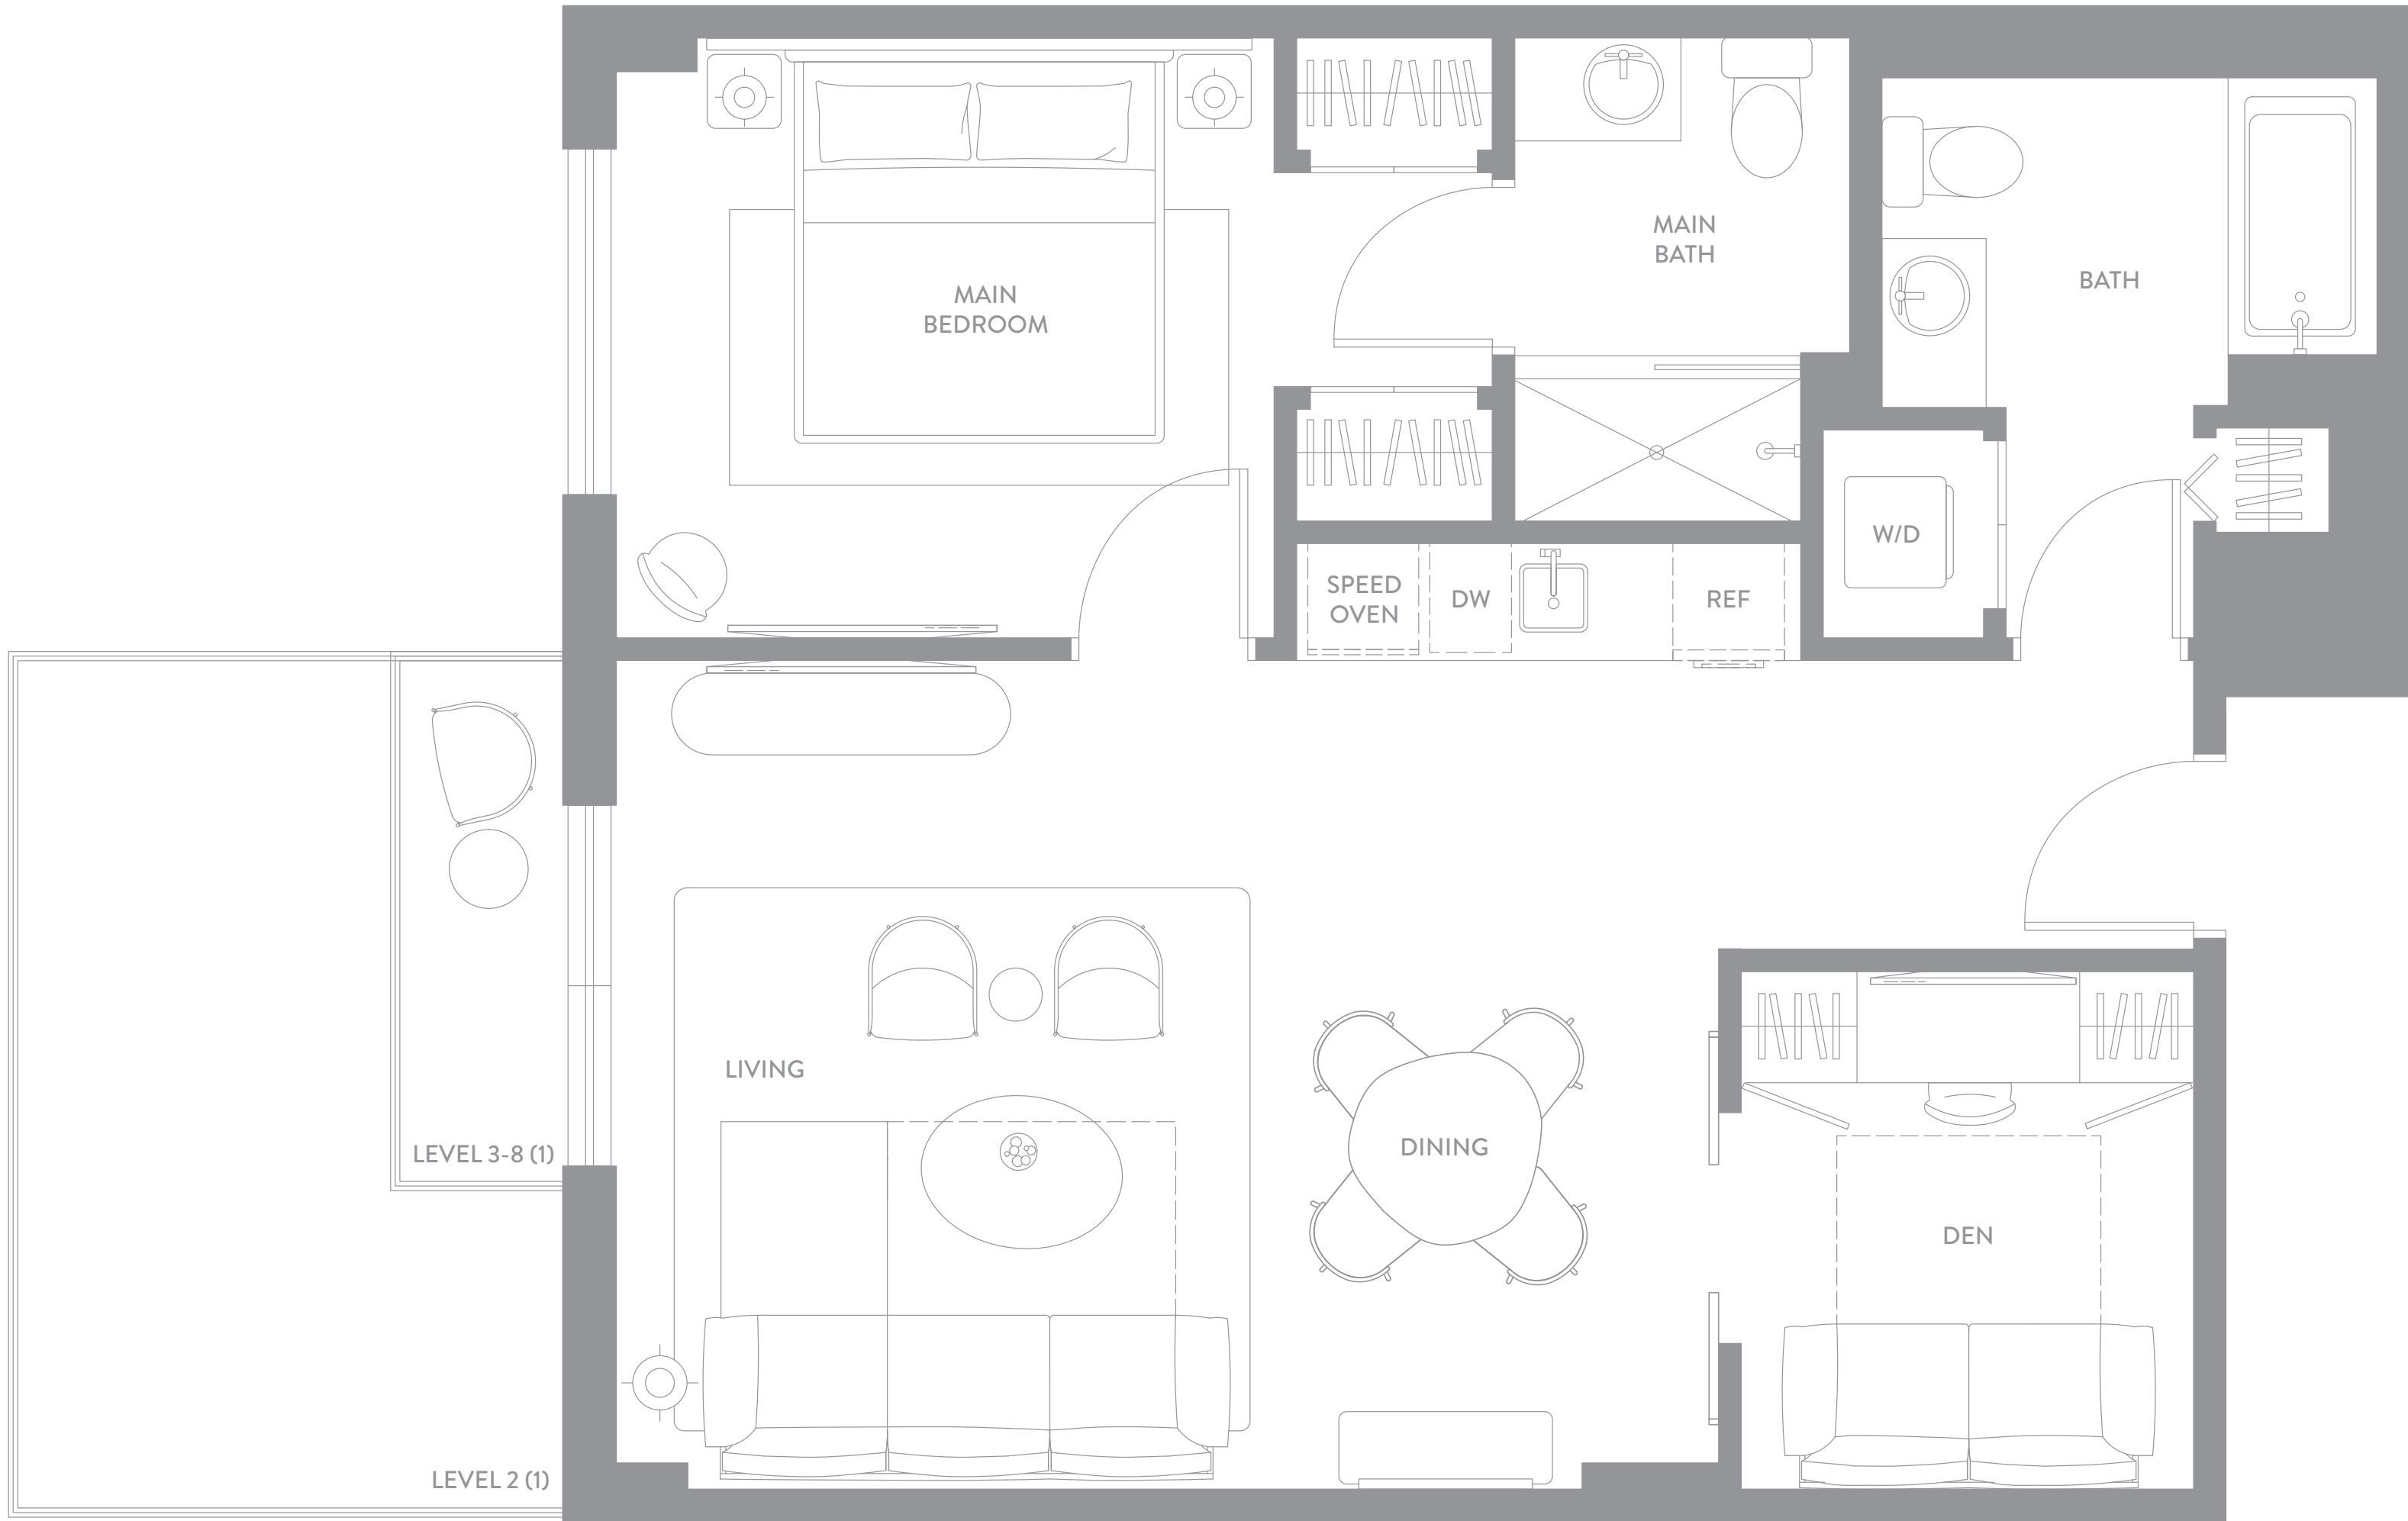 MAIN
BATH
BATH
MAIN
BEDROOM
W/D
SPEED
OVEN
DW
REF
LIVING
DINING
LEVEL 3-8 (1)
DEN
LEVEL 2 (1)